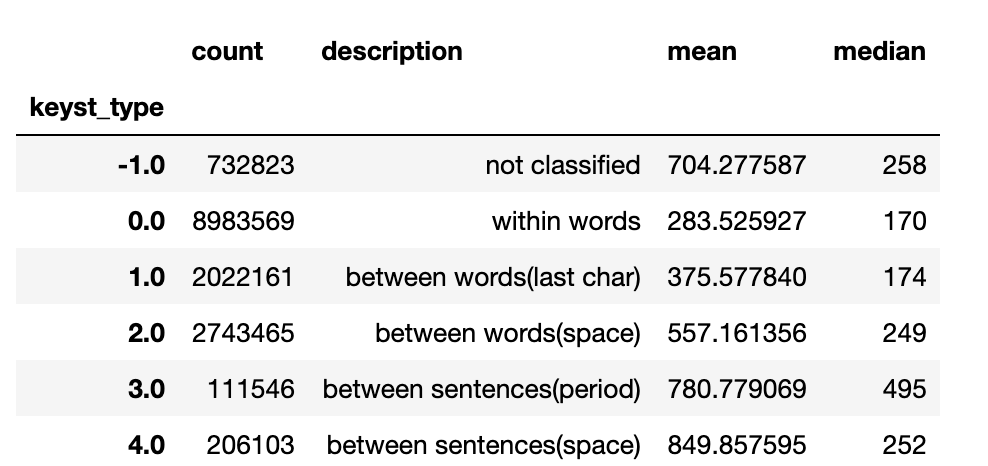 count description mean median
keyst_type
-1.0 732823 not classified 704.277587 258
0.0 8983569 within words 283.525927 170
1.0 2022161 between words(last char) 375.577840 174
2.0 2743465 between words(space) 557.161356 249
3.0 111546 between sentences(period) 780.779069 495
4.0 206103 between sentences(space) 849.857595 252